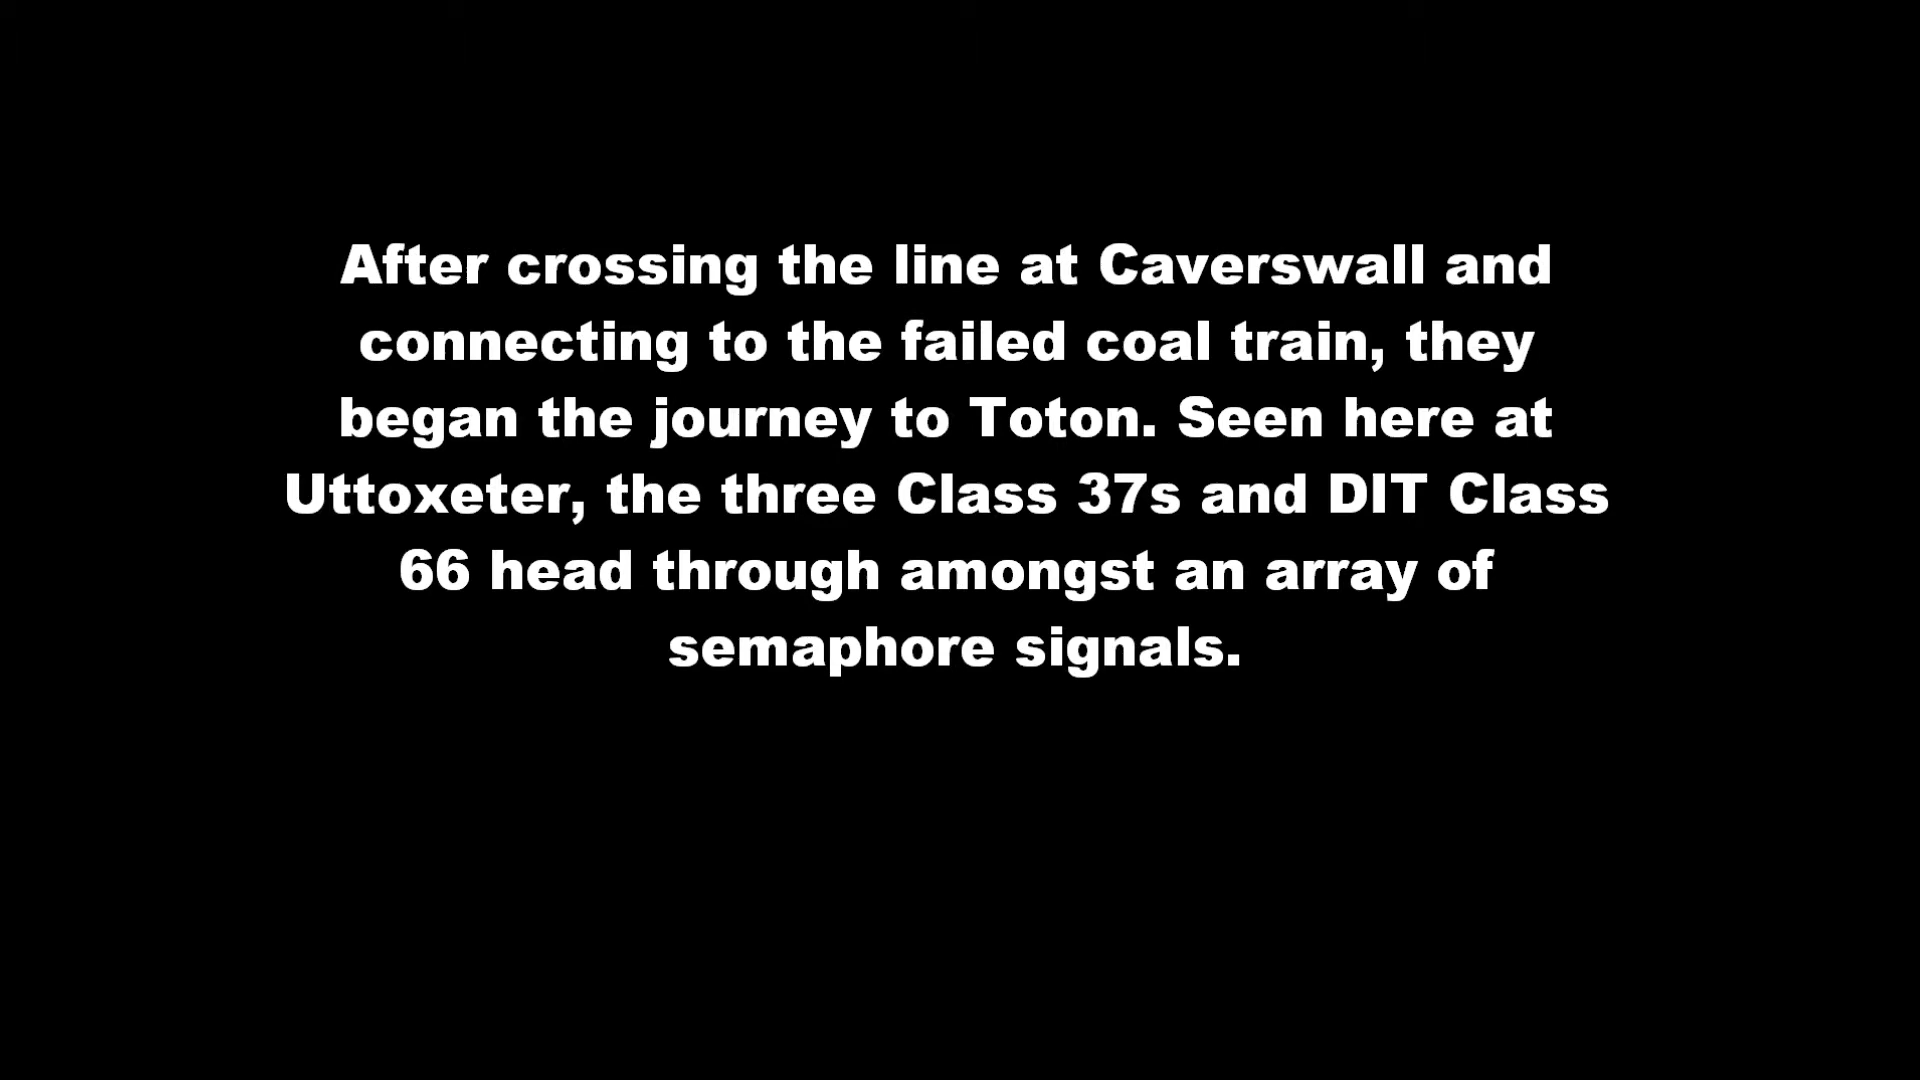 After crossing the line at Caverswall and
connecting to the failed coal train, they
began the journey to Toton. Seen here at
Uttoxeter, the three Class 37s and DIT Class
66 head through amongst an array of
semaphore signals.